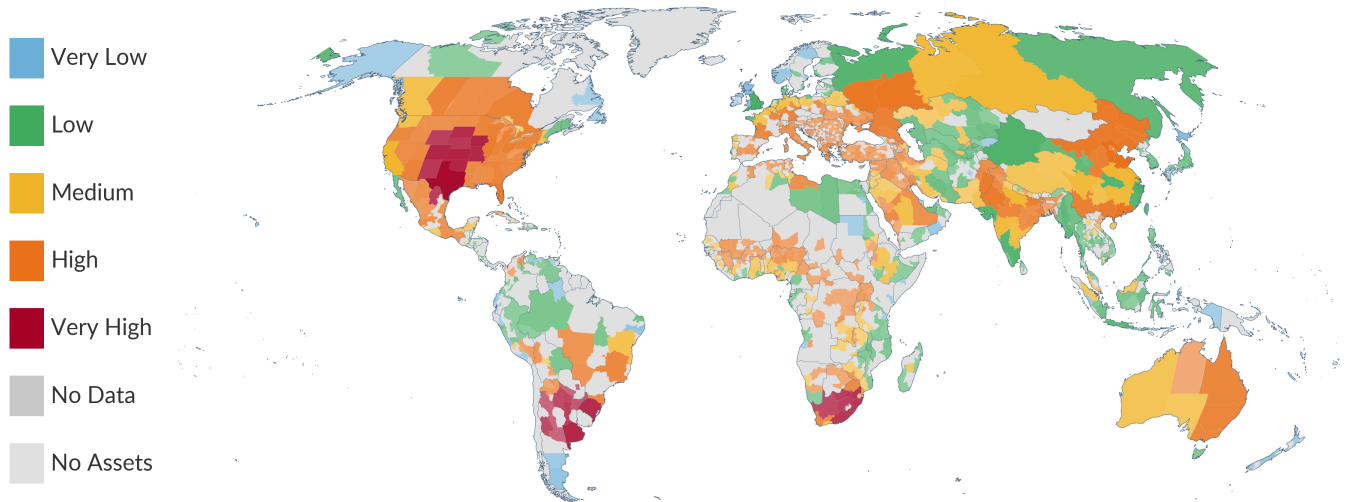 Very Low
Low
Medium
High
Very High
No Data
No Assets